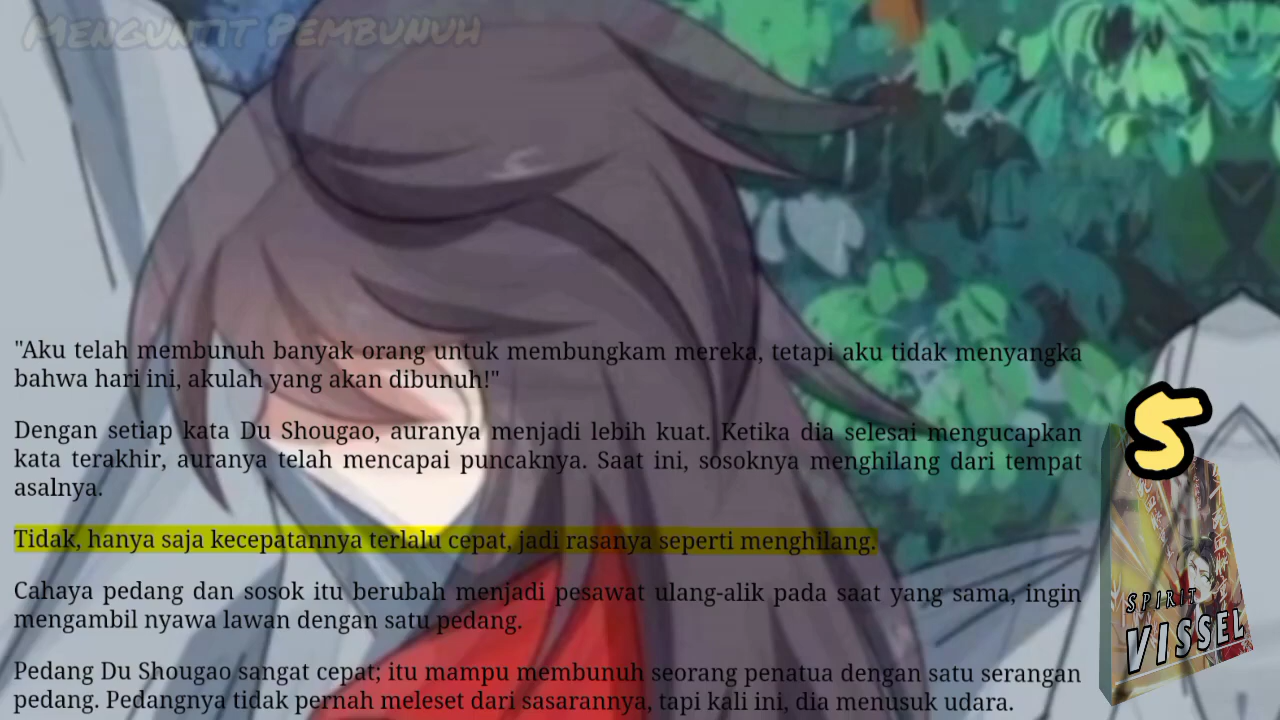 Menguntit Pembunuh
"Aku telah membunuh banyak orang untuk membungkam mereka, tetapi aku tidak menyangka
bahwa hari ini, akulah yang akan dibunuh!"
Dengan setiap kata Du Shougao, auranya menjadi lebih kuat. Ketika dia selesai mengucapkan
kata terakhir, auranya telah mencapai puncaknya. Saat ini, sosoknya menghilang dari tempat
asalnya.
Tidak, hanya saja kecepatannya terlalu cepat, jadi rasanya seperti menghilang.
Cahaya pedang dan sosok itu berubah menjadi pesawat ulang-alik pada saat yang sama, ingin
mengambil nyawa lawan dengan satu pedang.
Pedang Du Shougao sangat cepat; itu mampu membunuh seorang penatua dengan satu serangan
pedang. Pedangnya tidak pernah meleset dari sasarannya, tapi kali ini, dia menusuk udara.
S
SPIRIT
VISSEL